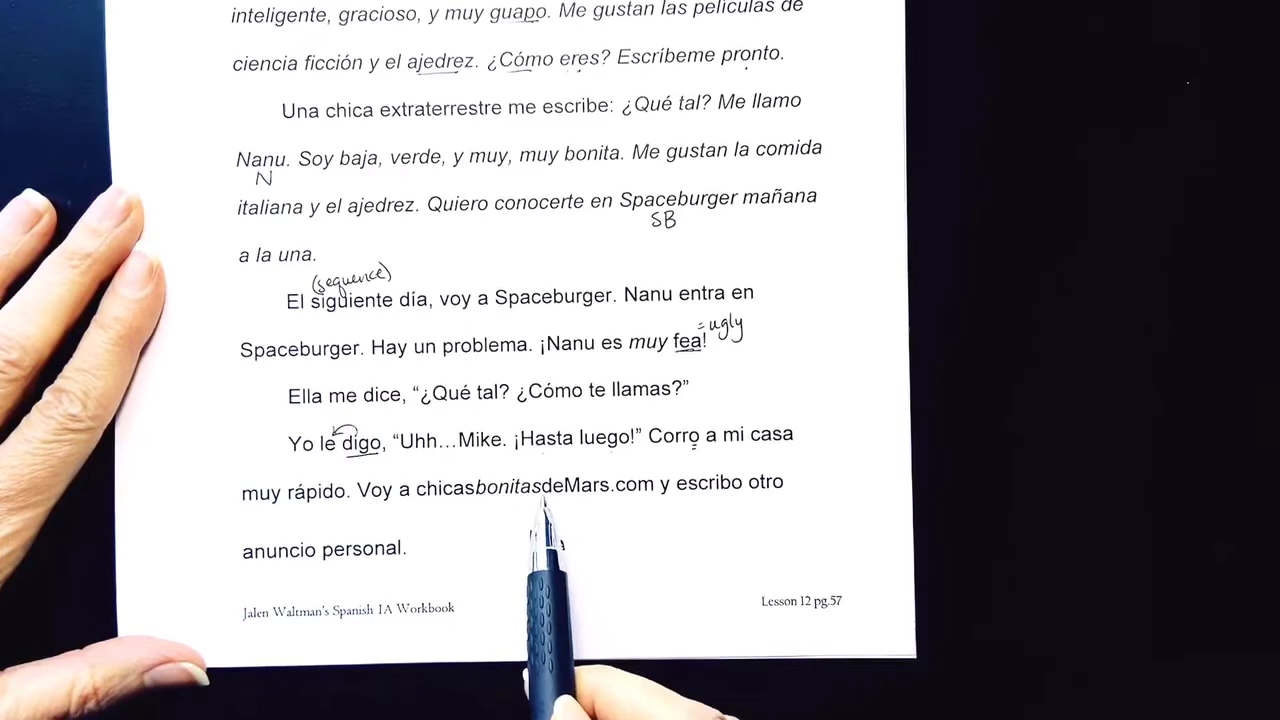 inteligente, gracioso, y muy guapo. Me gustan las películas de
ciencia ficción y el ajedrez. ¿Cómo eres? Escríbeme pronto.
Una chica extraterrestre me escribe: ¿Qué tal? Me llamo
Nanu. Soy baja, verde, y muy, muy bonita. Me gustan la comida
N
italiana y el ajedrez. Quiero conocerte en Spaceburger mañana
SB
a la una.
(sequence)
El siguiente día, voy a Spaceburger. Nanu entra en
= ugly
Spaceburger. Hay un problema. ¡Nanu es muy fea!
Ella me dice, “¿Qué tal? ¿Cómo te llamas?”
Yo le digo, “Uhh…Mike. ¡Hasta luego!” Corro a mi casa
muy rápido. Voy a chicasbonitasdeMars.com y escribo otro
anuncio personal.
Jalen Waltman's Spanish 1A Workbook
Lesson 12 pg.57